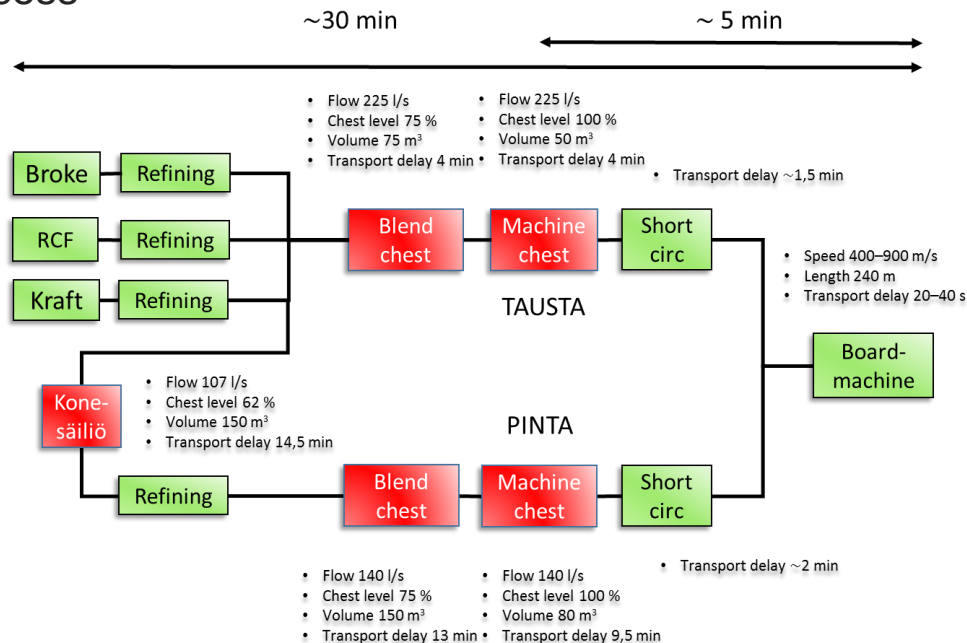 ~30 min
~ 5 min
• Flow 225 l/s
• Chest level 75 %
• Volume 75 m³
• Transport delay 4 min
• Flow 225 l/s
• Chest level 100 %
• Volume 50 m³
• Transport delay 4 min
• Transport delay ~1,5 min
Broke
Refining
RCF
Refining
Kraft
Refining
Blend
chest
Machine
chest
Short
circ
TAUSTA
• Speed 400–900 m/s
• Length 240 m
• Transport delay 20–40 s
Board-
machine
Kone-
säiliö
• Flow 107 l/s
• Chest level 62 %
• Volume 150 m³
• Transport delay 14,5 min
PINTA
Refining
Blend
chest
Machine
chest
Short
circ
• Transport delay ~2 min
• Flow 140 l/s
• Chest level 75 %
• Volume 150 m³
• Transport delay 13 min
• Flow 140 l/s
• Chest level 100 %
• Volume 80 m³
• Transport delay 9,5 min